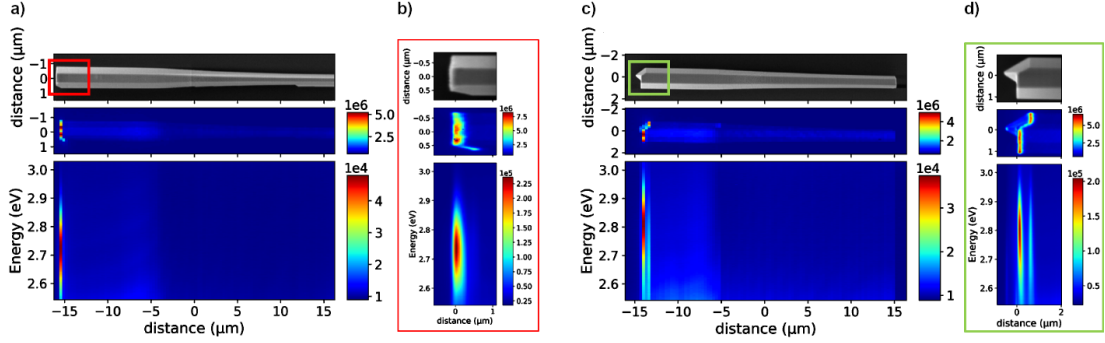 a)
b)
c)
d)
distance (µm)
−1
0
1
1e6
5.0
2.5
−1
0
1
1e4
3.0
2.9
2.8
2.7
2.6
Energy (eV)
4
3
2
1
−15 −10 −5 0 5 10 15
distance (µm)
distance (µm)
−0.5
0.0
0.5
1e6
−0.5
0.0
0.5
7.5
5.0
2.5
1e5
3.0
2.9
2.8
2.7
2.6
Energy (eV)
2.25
2.00
1.75
1.50
1.25
1.00
0.75
0.50
0.25
0 1
distance (µm)
distance (µm)
−2
0
2
1e6
−2
0
2
4
2
1e4
3.0
2.9
2.8
2.7
2.6
Energy (eV)
3
2
1
−15 −10 −5 0 5 10 15
distance (µm)
distance (µm)
0
1
1e6
0
1
5.0
2.5
1e5
3.0
2.9
2.8
2.7
2.6
Energy (eV)
2.0
1.5
1.0
0.5
0 2
distance (µm)